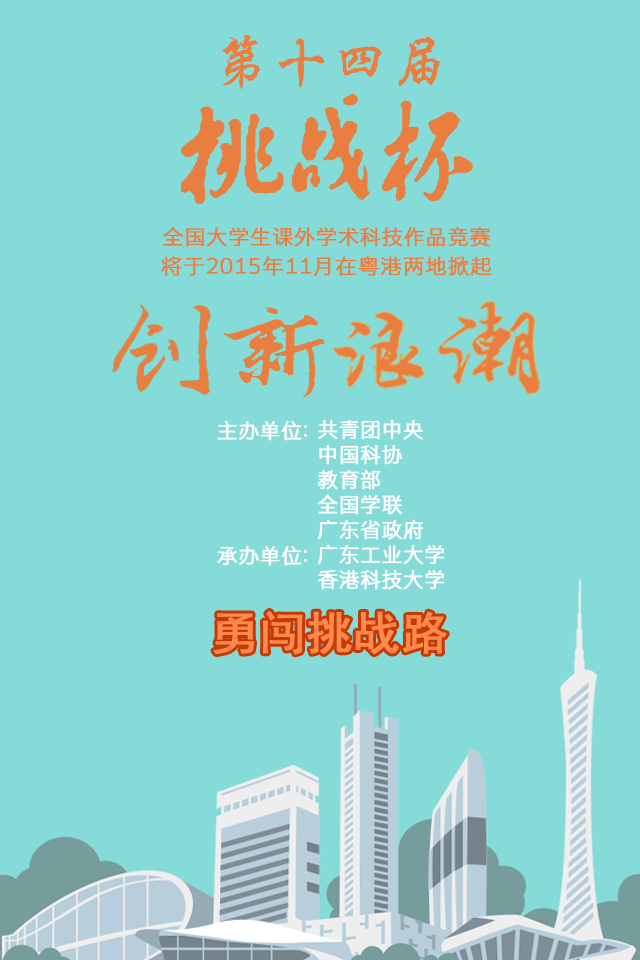 第十四届
挑战杯
全国大学生课外学术科技作品竞赛
将于2015年11月在粤港两地掀起
创新浪潮
主办单位: 共青团中央
中国科协
教育部
全国学联
广东省政府
承办单位: 广东工业大学
香港科技大学
勇闯挑战路